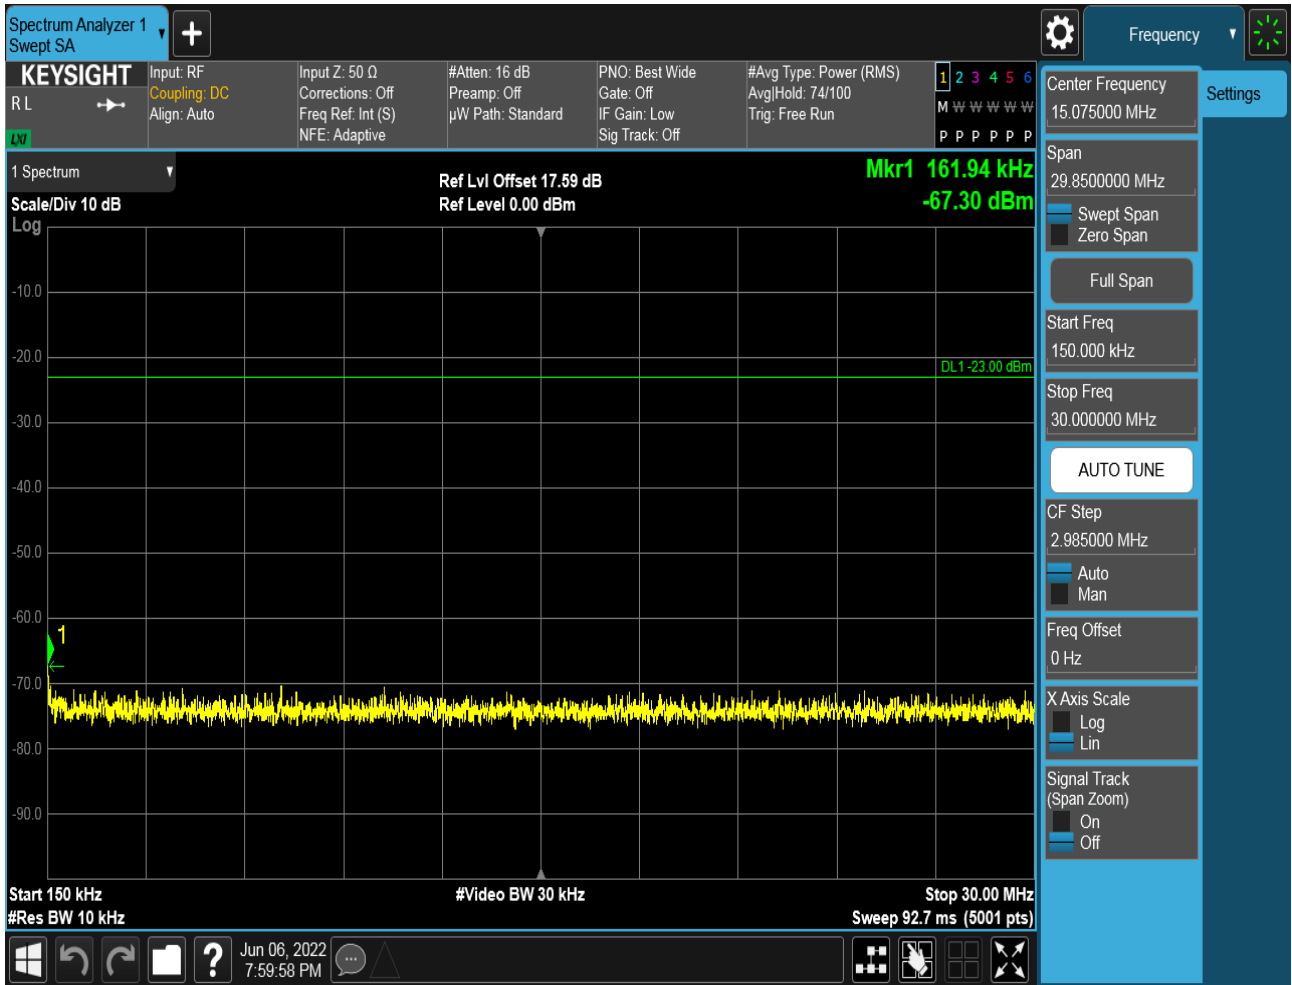 Spectrum Analyzer 1
Swept SA
Frequency
KEYSIGHT
R L
LXI
Input: RF
Coupling: DC
Align: Auto
Input Z: 50 Ω
Corrections: Off
Freq Ref: Int (S)
NFE: Adaptive
#Atten: 16 dB
Preamp: Off
µW Path: Standard
PNO: Best Wide
Gate: Off
IF Gain: Low
Sig Track: Off
#Avg Type: Power (RMS)
Avg|Hold: 74/100
Trig: Free Run
1 2 3 4 5 6
M W W W W W
P P P P P P
1 Spectrum
Scale/Div 10 dB
Log
Ref Lvl Offset 17.59 dB
Ref Level 0.00 dBm
Mkr1 161.94 kHz
-67.30 dBm
-10.0
-20.0
DL1 -23.00 dBm
-30.0
-40.0
-50.0
-60.0
1
-70.0
-80.0
-90.0
Start 150 kHz
#Video BW 30 kHz
Stop 30.00 MHz
#Res BW 10 kHz
Sweep 92.7 ms (5001 pts)
?
Jun 06, 2022
7:59:58 PM
Center Frequency
15.075000 MHz
Settings
Span
29.8500000 MHz
Swept Span
Zero Span
Full Span
Start Freq
150.000 kHz
Stop Freq
30.000000 MHz
AUTO TUNE
CF Step
2.985000 MHz
Auto
Man
Freq Offset
0 Hz
X Axis Scale
Log
Lin
Signal Track
(Span Zoom)
On
Off